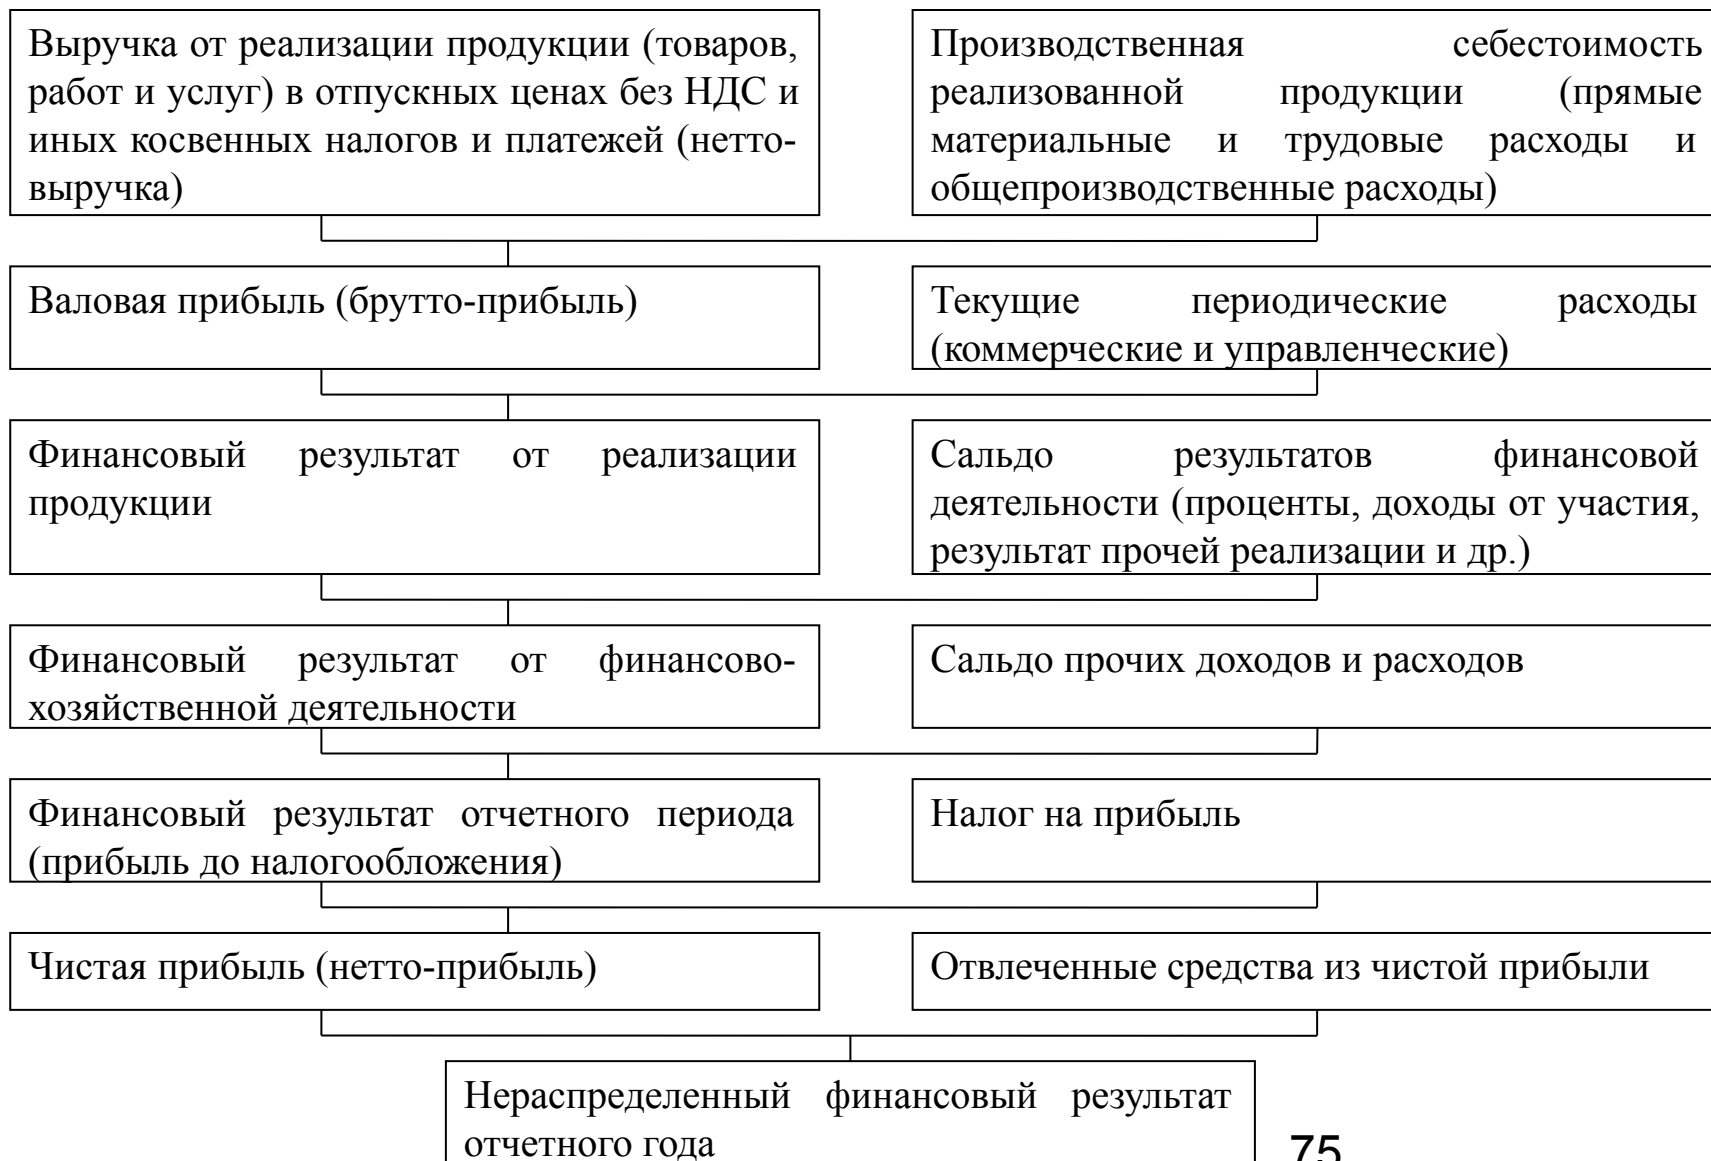 Выручка от реализации продукции (товаров,
работ и услуг) в отпускных ценах без НДС и
иных косвенных налогов и платежей (нетто-
выручка)
Производственная себестоимость
реализованной продукции (прямые
материальные и трудовые расходы и
общепроизводственные расходы)
Валовая прибыль (брутто-прибыль)
Текущие периодические расходы
(коммерческие и управленческие)
Финансовый результат от реализации
продукции
Сальдо результатов финансовой
деятельности (проценты, доходы от участия,
результат прочей реализации и др.)
Финансовый результат от финансово-
хозяйственной деятельности
Сальдо прочих доходов и расходов
Финансовый результат отчетного периода
(прибыль до налогообложения)
Налог на прибыль
Чистая прибыль (нетто-прибыль)
Отвлеченные средства из чистой прибыли
Нераспределенный финансовый результат
отчетного года
75